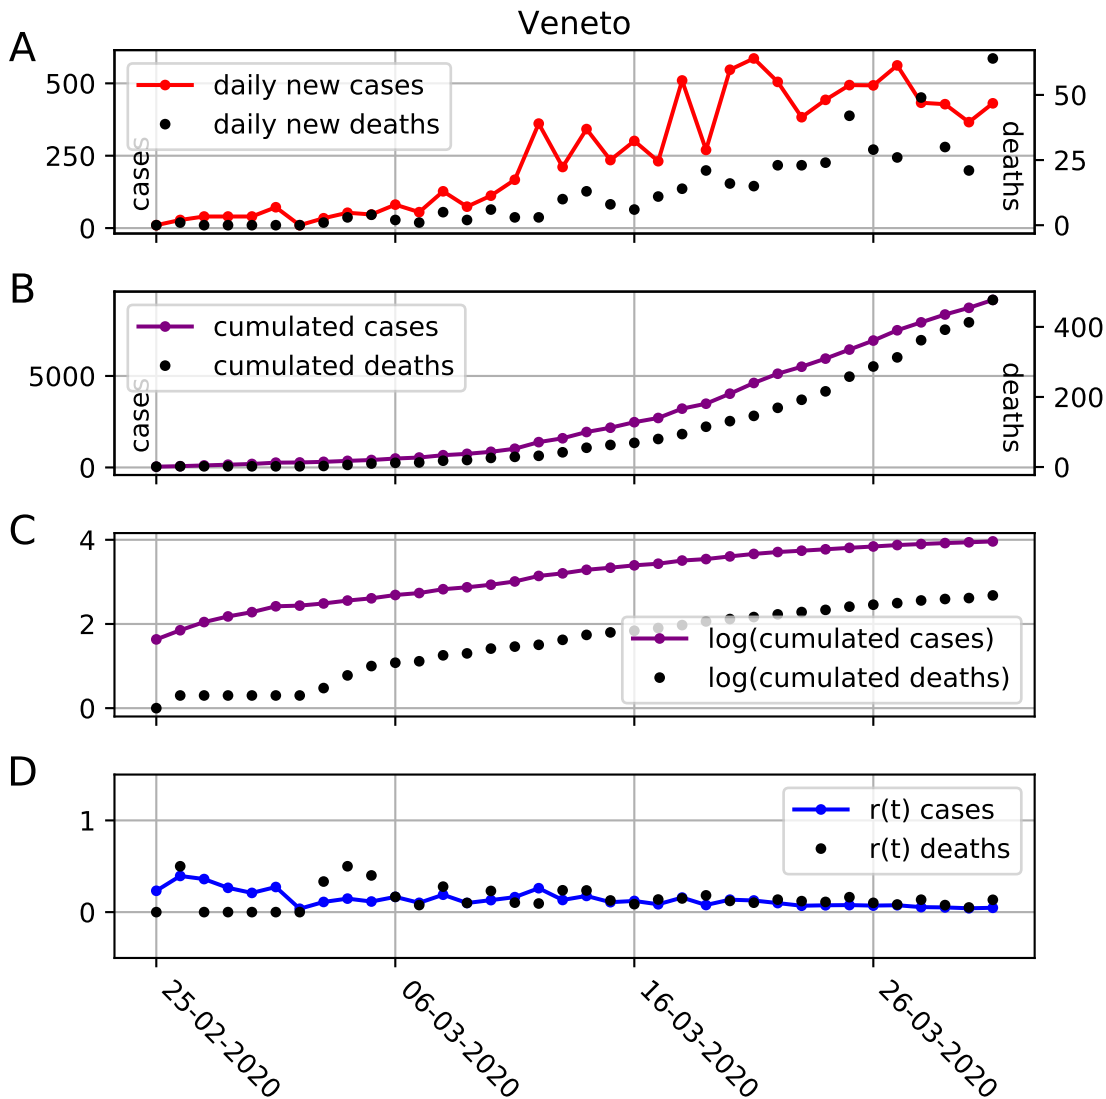 Veneto
A
daily new cases
daily new deaths
500
250
0
cases
50
25
0
deaths
B
cumulated cases
cumulated deaths
5000
0
cases
400
200
0
deaths
C
4
2
0
log(cumulated cases)
log(cumulated deaths)
D
1
0
r(t) cases
r(t) deaths
25-02-2020
06-03-2020
16-03-2020
26-03-2020